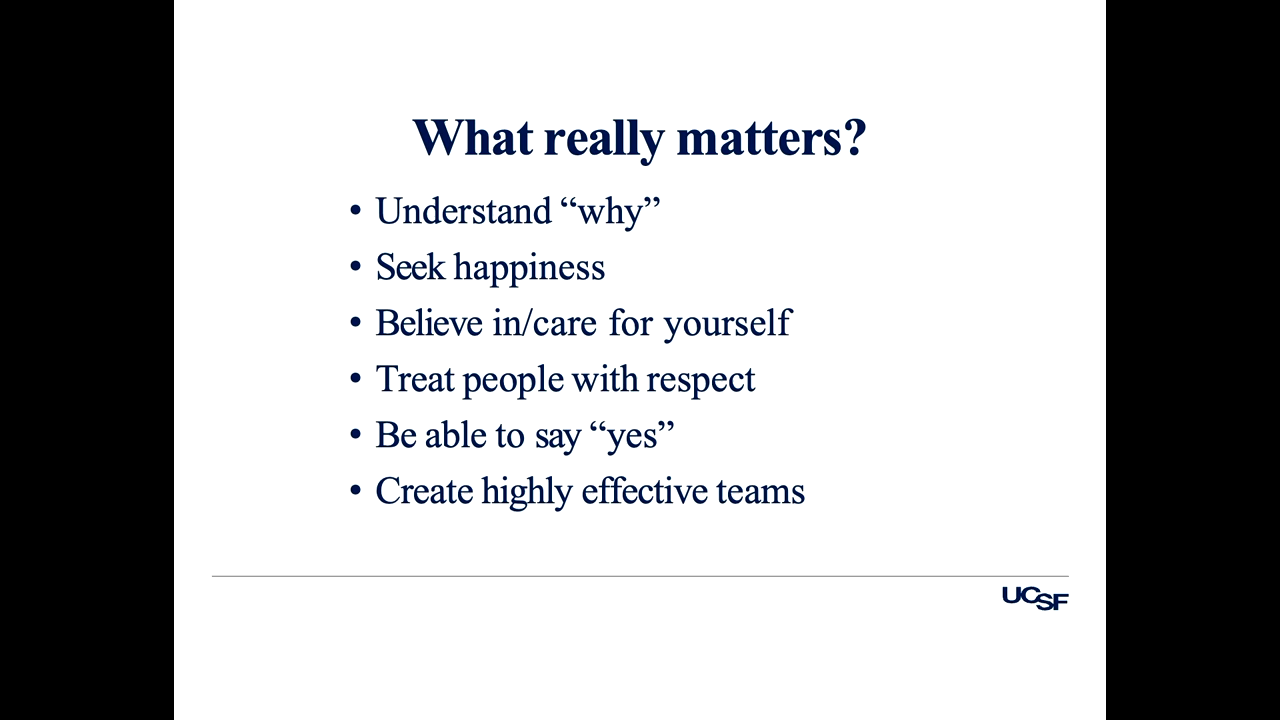 What really matters?
• Understand “why”
• Seek happiness
• Believe in/care for yourself
• Treat people with respect
• Be able to say “yes”
• Create highly effective teams
UCSF